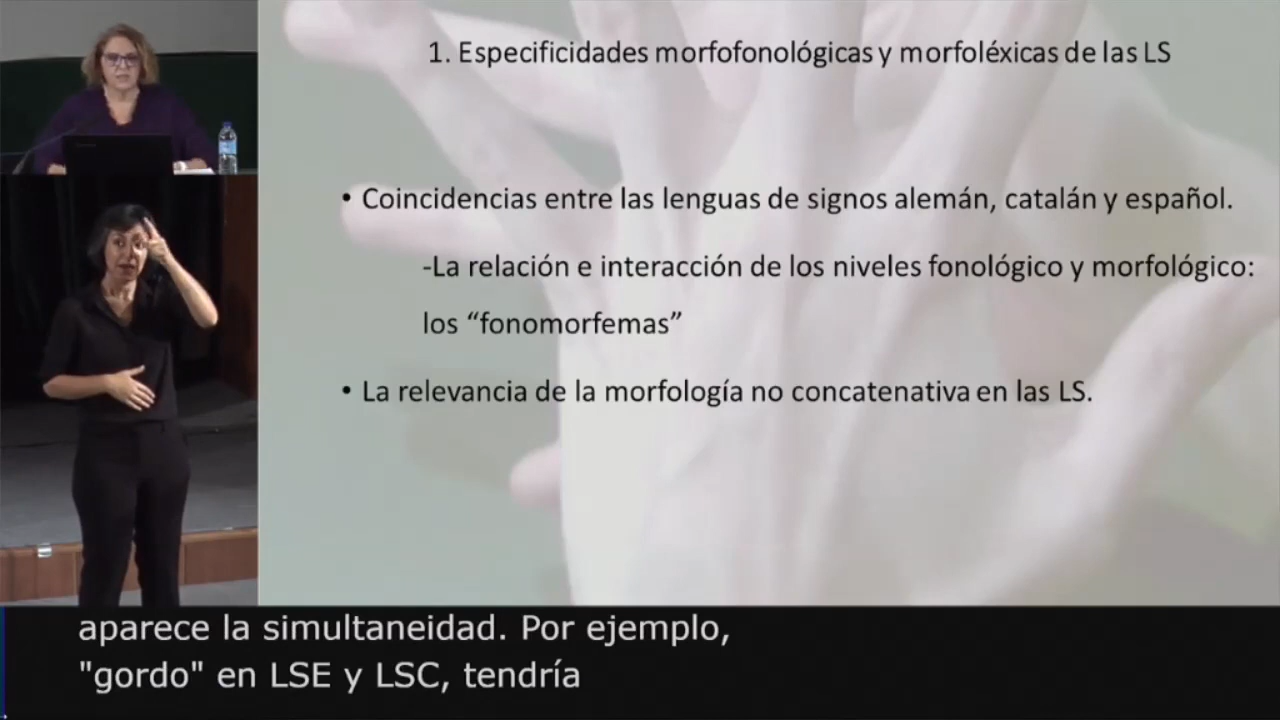 1. Especificidades morfofonológicas y morfoléxicas de las LS
• Coincidencias entre las lenguas de signos alemán, catalán y español.
-La relación e interacción de los niveles fonológico y morfológico:
los “fonomorfemas”
• La relevancia de la morfología no concatenativa en las LS.
aparece la simultaneidad. Por ejemplo,
"gordo" en LSE y LSC, tendría